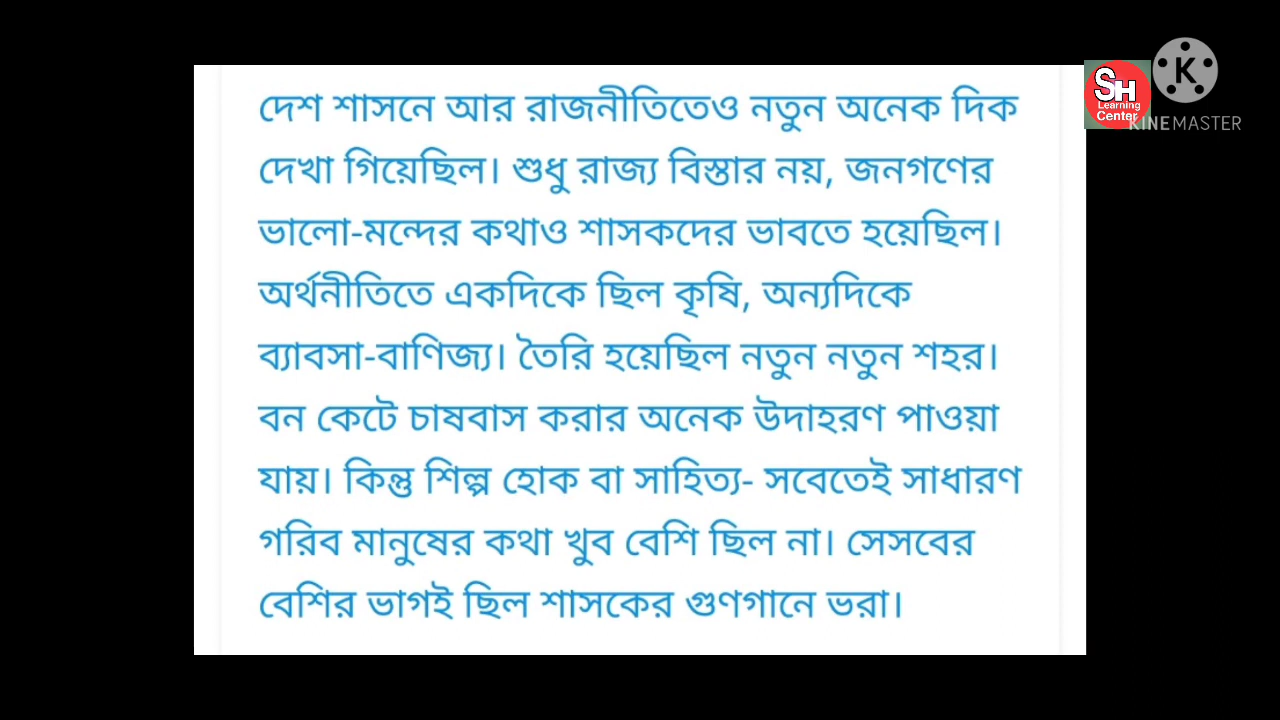 দেশ শাসনে আর রাজনীতিতেও নতুন অনেক দিক
দেখা গিয়েছিল। শুধু রাজ্য বিস্তার নয়, জনগণের
ভালো-মন্দের কথাও শাসকদের ভাবতে হয়েছিল।
অর্থনীতিতে একদিকে ছিল কৃষি, অন্যদিকে
ব্যাবসা-বাণিজ্য। তৈরি হয়েছিল নতুন নতুন শহর।
বন কেটে চাষবাস করার অনেক উদাহরণ পাওয়া
যায়। কিন্তু শিল্প হোক বা সাহিত্য- সবেতেই সাধারণ
গরিব মানুষের কথা খুব বেশি ছিল না। সেসবের
বেশির ভাগই ছিল শাসকের গুণগানে ভরা।
SH
Learning
Center
K
KINEMASTER